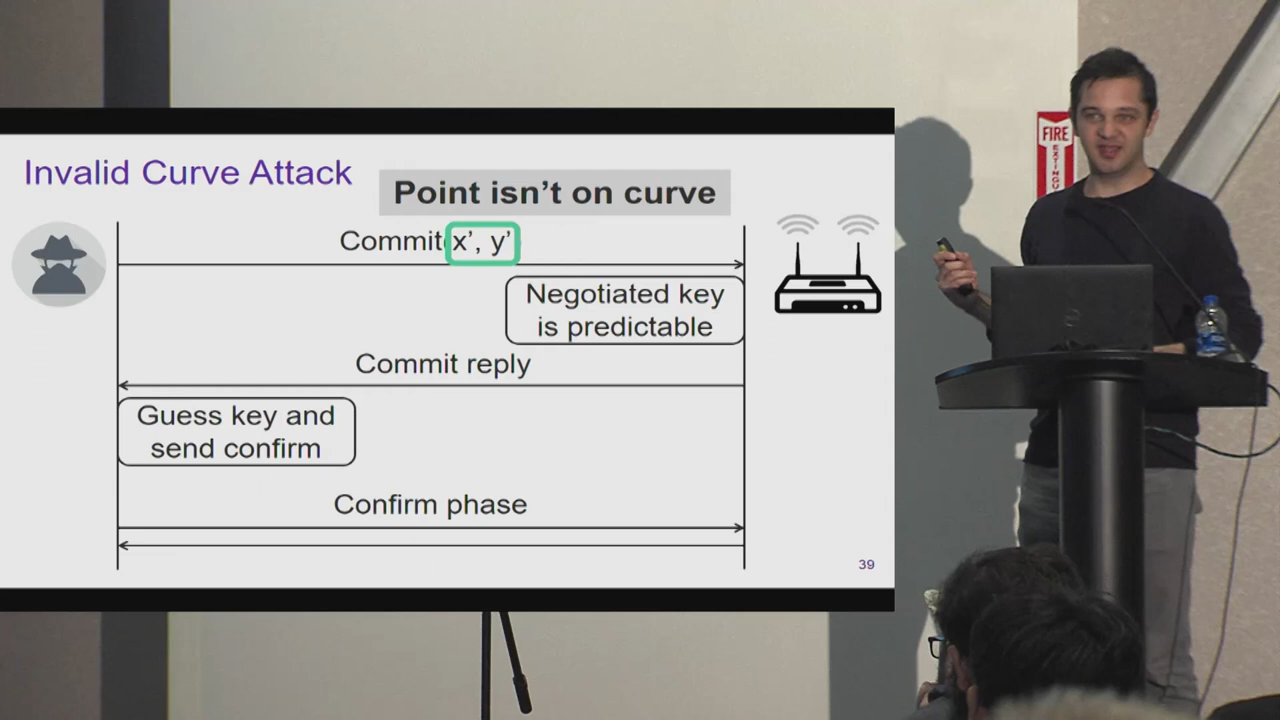 Invalid Curve Attack
Point isn't on curve
Commit x', y'
Negotiated key
is predictable
Commit reply
Guess key and
send confirm
Confirm phase
39
FIRE